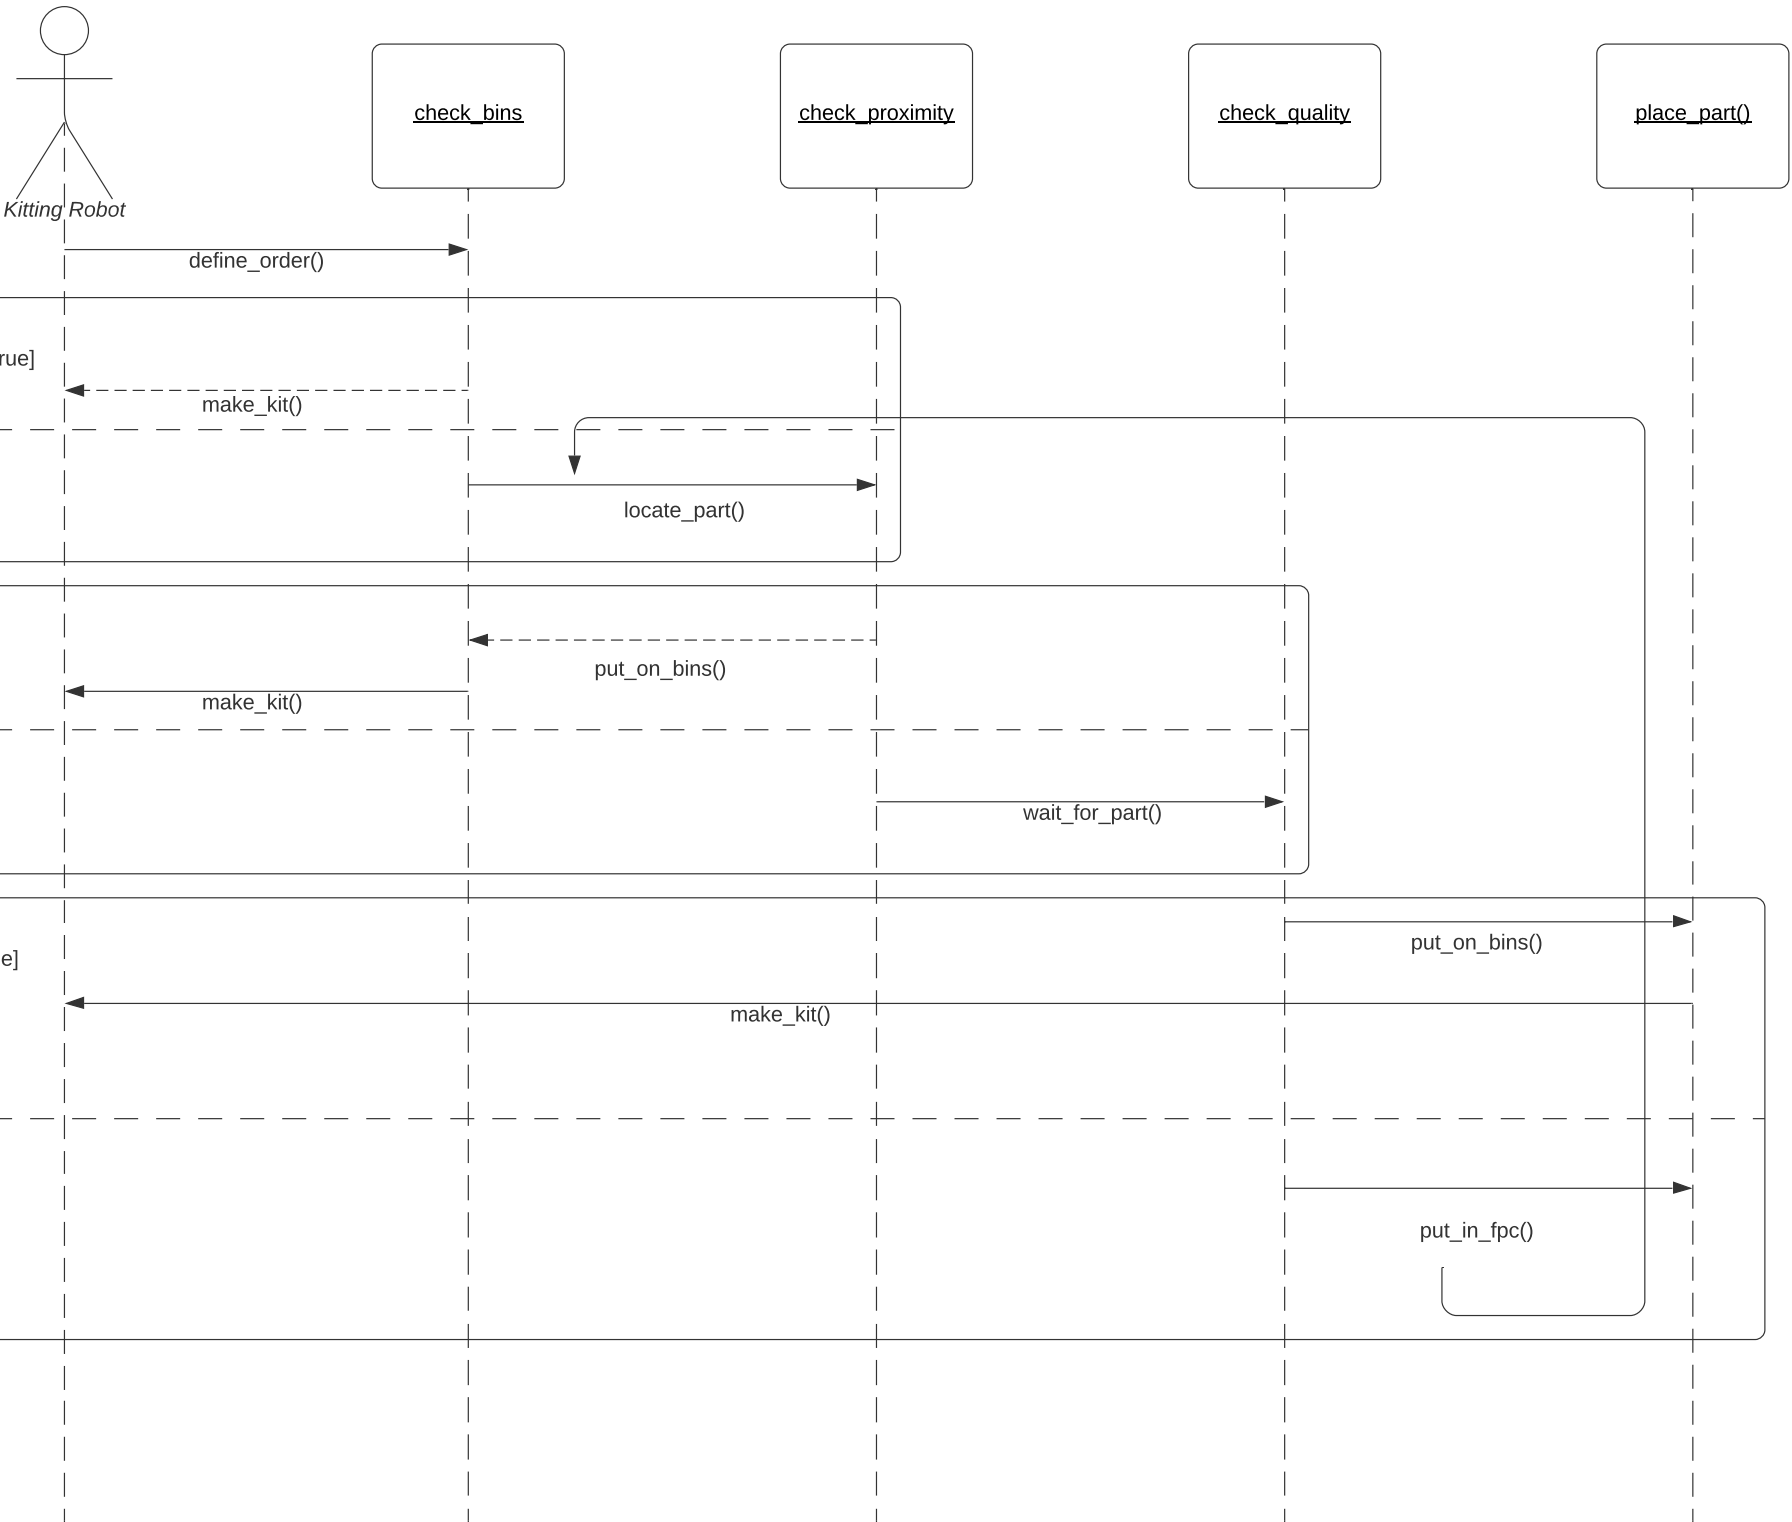 check_bins
check_proximity
check_quality
place_part()
Kitting Robot
define_order()
rue]
make_kit()
locate_part()
put_on_bins()
make_kit()
wait_for_part()
put_on_bins()
e]
make_kit()
put_in_fpc()